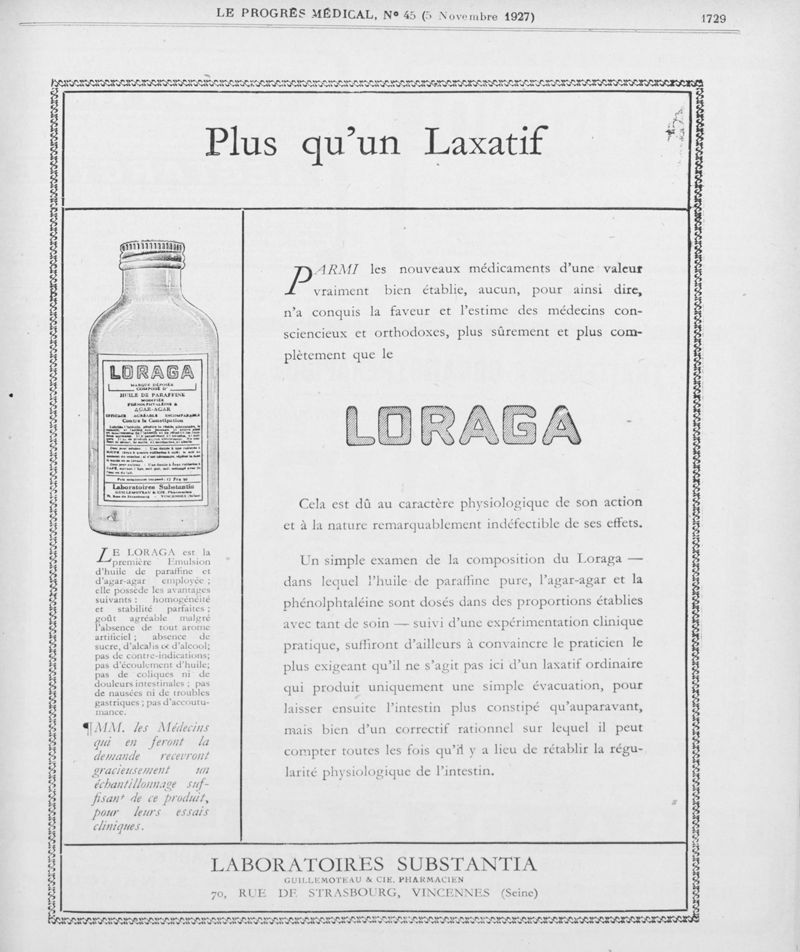 LE PROGRÈS MÉDICAL, N° 45 (5 Novembre 1927)
1729
Plus qu'un Laxatif
LORAGA
MARQUE DÉPOSÉE
COMPOSÉ D'
HUILE DE PARAFFINE
MODIFIÉE
PHÉNOLPHTALÉINE &
AGAR-AGAR
EFFICACE AGRÉABLE INCOMPARABLE
Contre la Constipation
Laboratoires Substantia
GUILLEMOTEAU & CIE, Pharmaciens
LE LORAGA est la
première Emulsion
d'huile de paraffine et
d'agar-agar employée ;
elle possède les avantages
suivants : homogénéité
et stabilité parfaites ;
goût agréable malgré
l'absence de tout arome
artificiel ; absence de
sucre, d'alcalis et d'alcool;
pas de contre-indications;
pas d'écoulement d'huile;
pas de coliques ni de
douleurs intestinales ; pas
de nausées ni de troubles
gastriques ; pas d'accoutu-
mance.
¶ MM. les Médecins
qui en feront la
demande recevront
gracieusement un
échantillonnage suf-
fisant de ce produit,
pour leurs essais
cliniques.
PARMI les nouveaux médicaments d'une valeur
vraiment bien établie, aucun, pour ainsi dire,
n'a conquis la faveur et l'estime des médecins con-
sciencieux et orthodoxes, plus sûrement et plus com-
plètement que le
LORAGA
Cela est dû au caractère physiologique de son action
et à la nature remarquablement indéfectible de ses effets.
Un simple examen de la composition du Loraga —
dans lequel l'huile de paraffine pure, l'agar-agar et la
phénolphtaléine sont dosés dans des proportions établies
avec tant de soin — suivi d'une expérimentation clinique
pratique, suffiront d'ailleurs à convaincre le praticien le
plus exigeant qu'il ne s'agit pas ici d'un laxatif ordinaire
qui produit uniquement une simple évacuation, pour
laisser ensuite l'intestin plus constipé qu'auparavant,
mais bien d'un correctif rationnel sur lequel il peut
compter toutes les fois qu'il y a lieu de rétablir la régu-
larité physiologique de l'intestin.
LABORATOIRES SUBSTANTIA
GUILLEMOTEAU & CIE, PHARMACIEN
70, RUE DE STRASBOURG, VINCENNES (Seine)